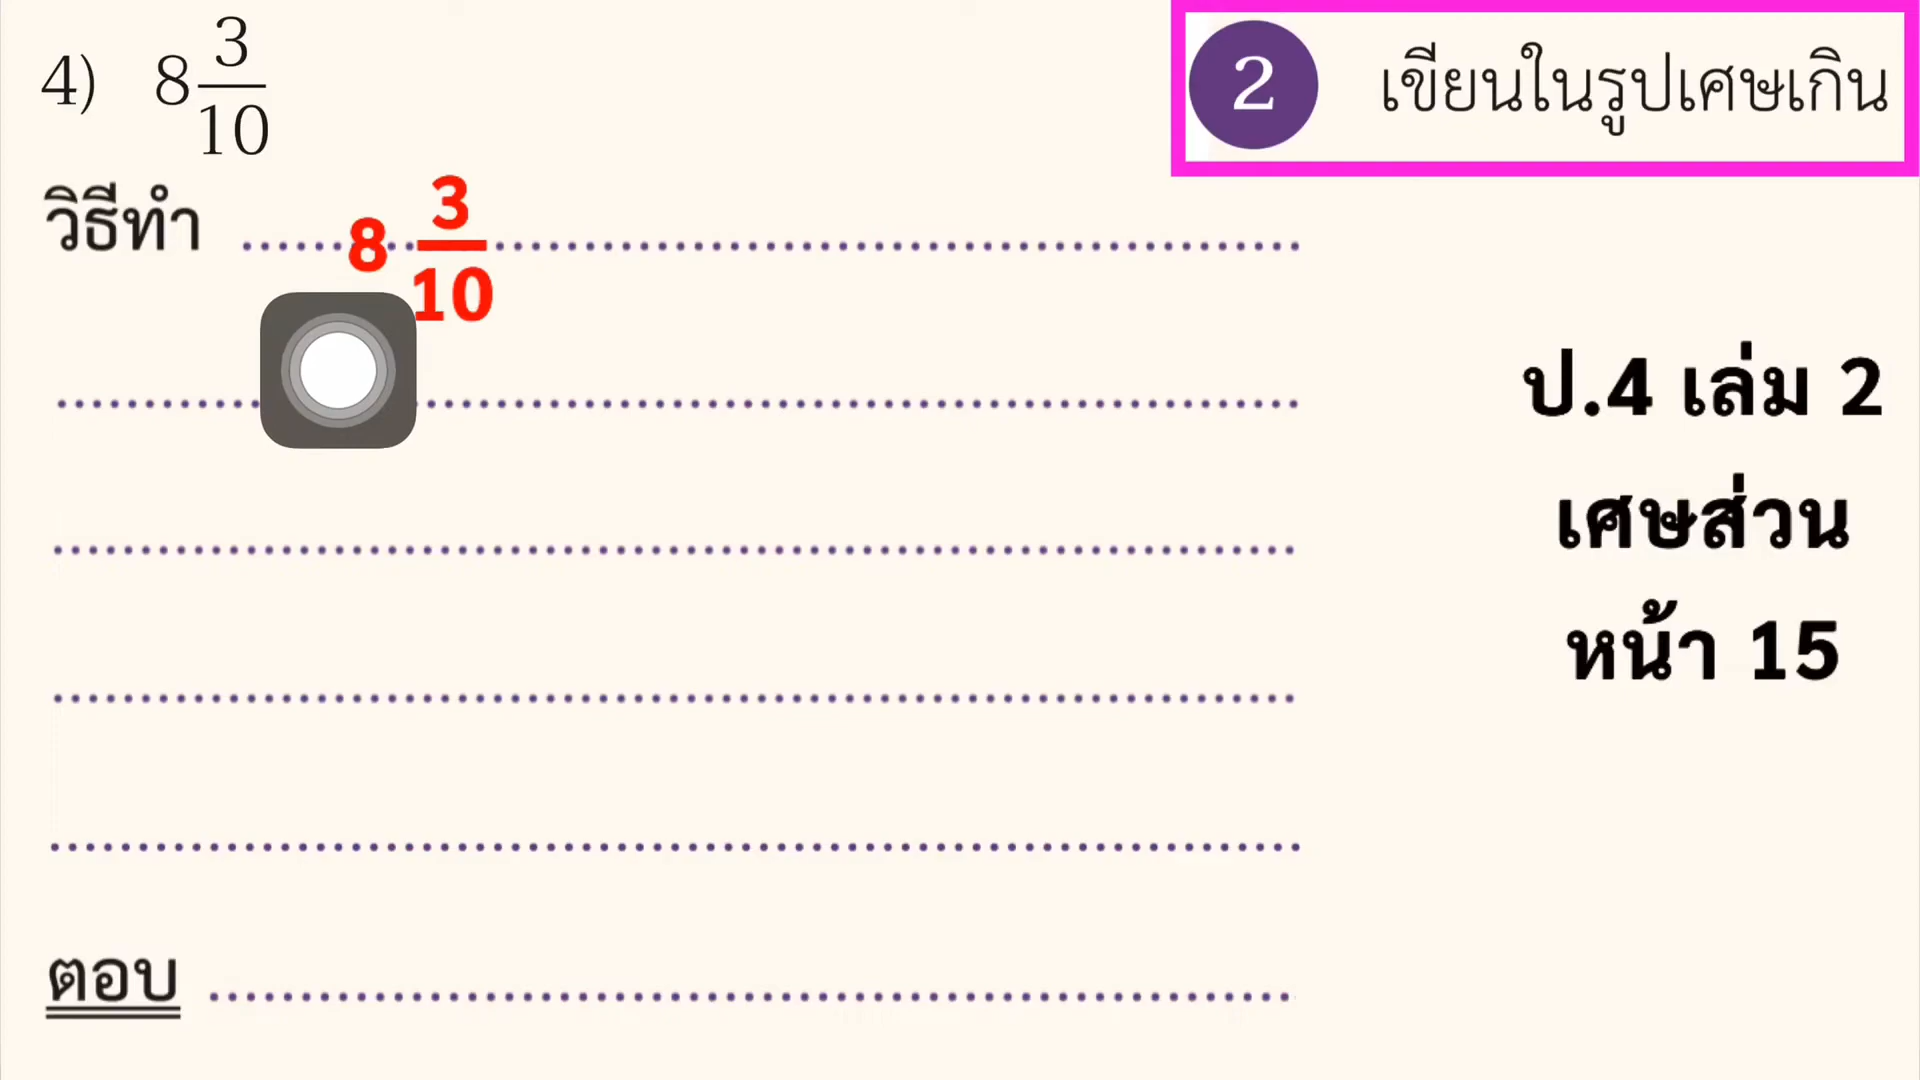 4) 8 3/10
2 เขียนในรูปเศษเกิน
วิธีทำ 8 3/10
ป.4 เล่ม 2
เศษส่วน
หน้า 15
ตอบ